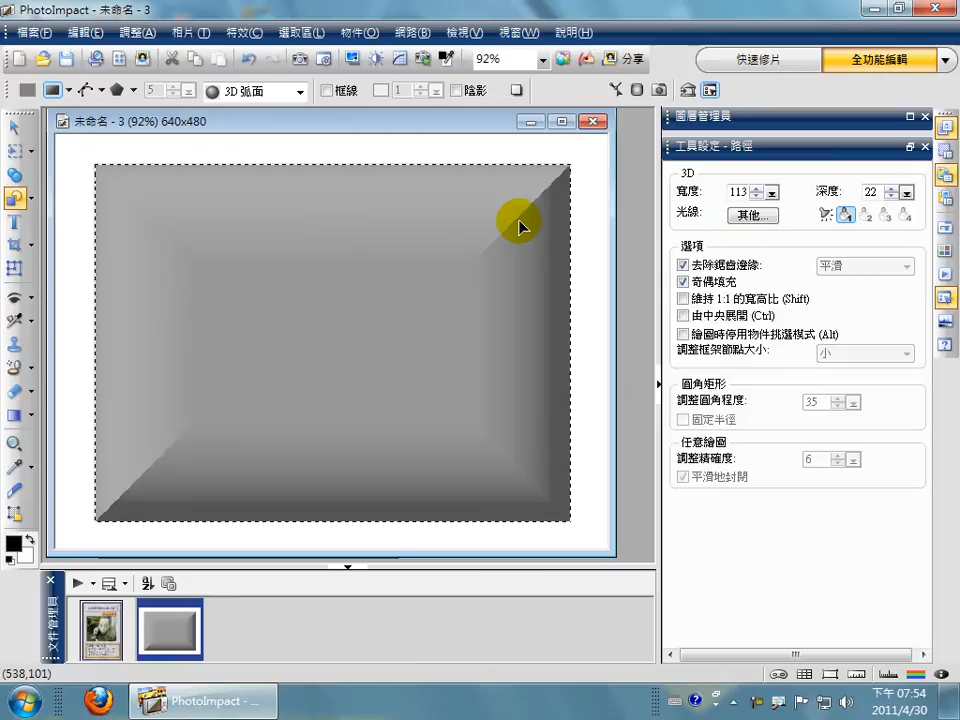 PhotoImpact - 未命名 - 3
檔案(F) 編輯(E) 調整(A) 相片(T) 特效(C) 選取區(L) 物件(O) 網路(B) 檢視(V) 視窗(W) 說明(H)
92% 分享 快速修片 全功能編輯
5 3D 弧面 框線 1 陰影
未命名 - 3 (92%) 640x480
圖層管理員
工具設定 - 路徑
3D
寬度: 113 深度: 22
光線: 其他...
選項
去除鋸齒邊緣: 平滑
奇偶填充
維持 1:1 的寬高比 (Shift)
由中央展開 (Ctrl)
繪圖時停用物件挑選模式 (Alt)
調整框架節點大小: 小
圓角矩形
調整圓角程度: 35
固定半徑
任意繪圖
調整精確度: 6
平滑地封閉
文件管理員
(538,101)
PhotoImpact - ...
下午 07:54
2011/4/30